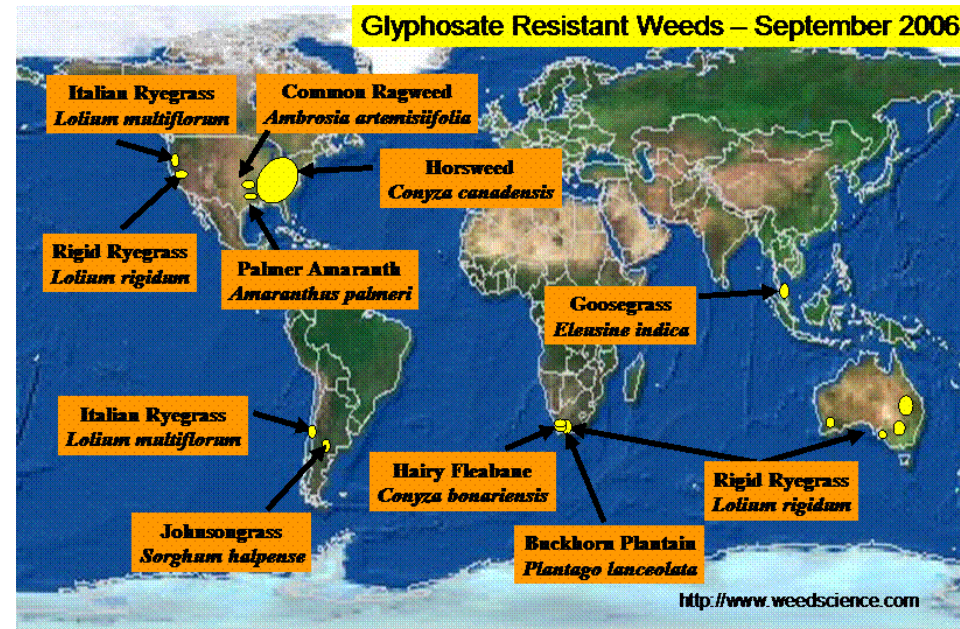 Glyphosate Resistant Weeds – September 2006
Italian Ryegrass
Lolium multiflorum
Common Ragweed
Ambrosia artemisiifolia
Horsweed
Conyza canadensis
Rigid Ryegrass
Lolium rigidum
Palmer Amaranth
Amaranthus palmeri
Goosegrass
Eleusine indica
Italian Ryegrass
Lolium multiflorum
Hairy Fleabane
Conyza bonariensis
Rigid Ryegrass
Lolium rigidum
Johnsongrass
Sorghum halpense
Buckhorn Plantain
Plantago lanceolata
http://www.weedscience.com